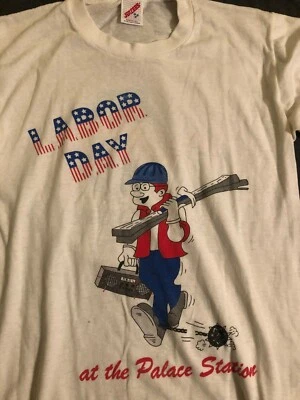 LABOR
DAY
at the Palace Station